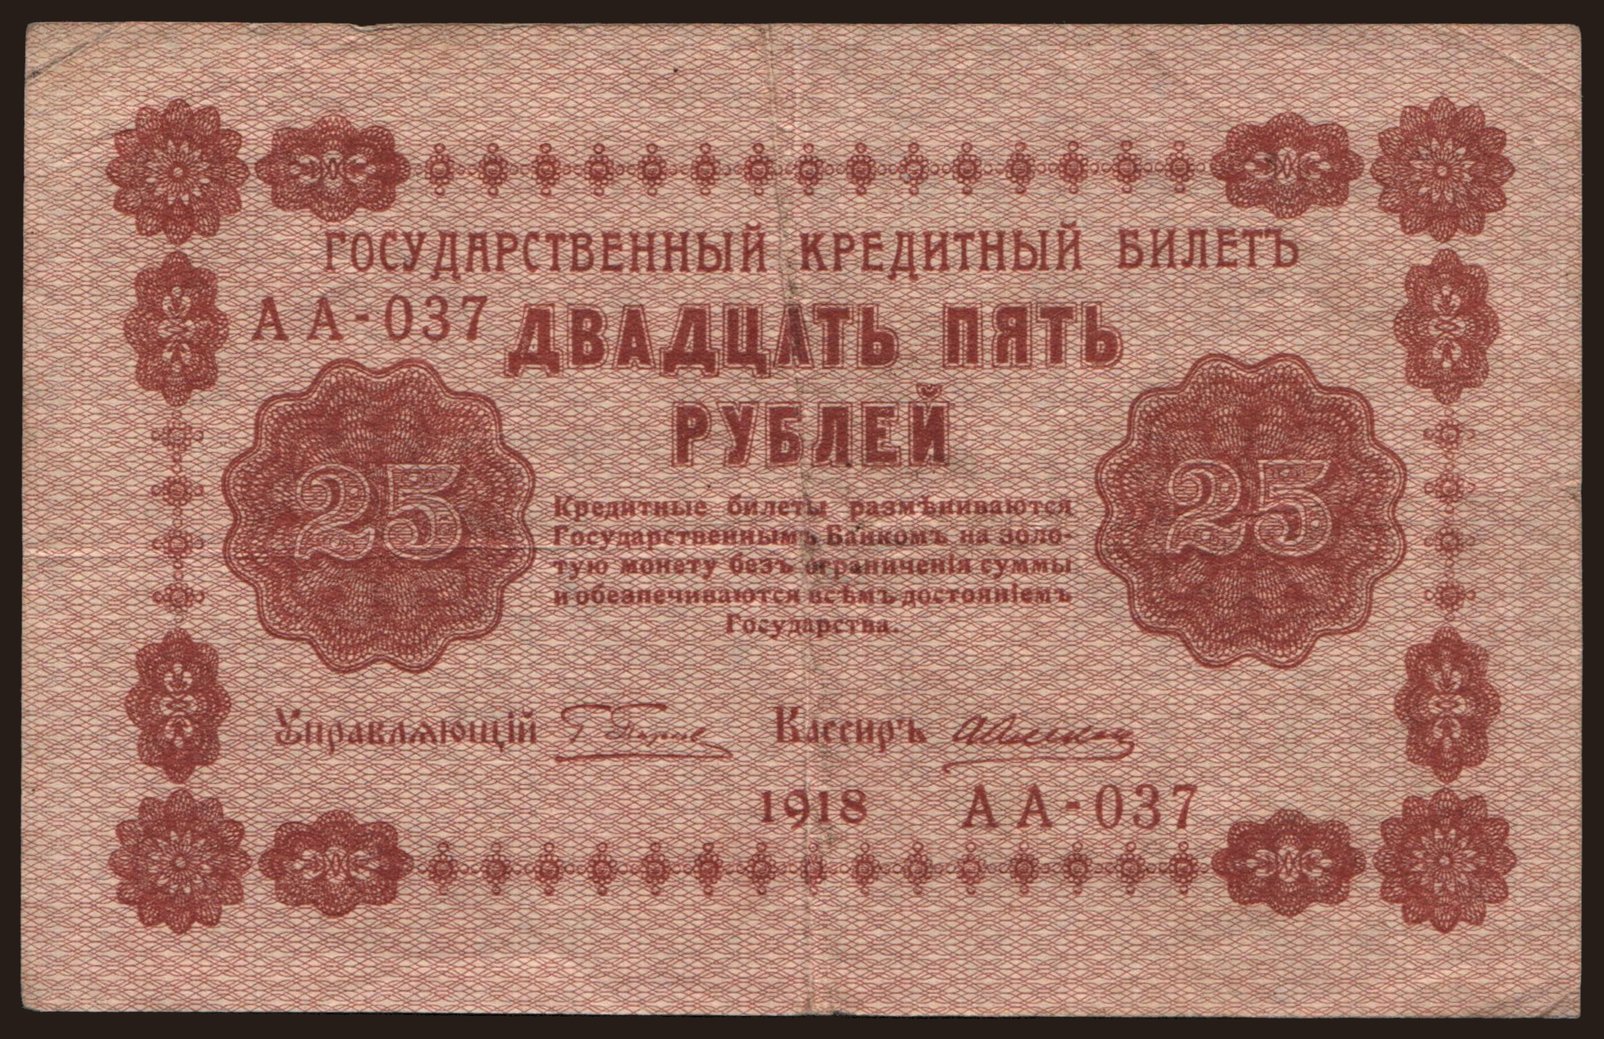 ГОСУДАРСТВЕННЫЙ КРЕДИТНЫЙ БИЛЕТЪ
АА-037
ДВАДЦАТЬ ПЯТЬ
РУБЛЕЙ
25
25
Кредитные билеты размѣниваются
Государственнымъ Банкомъ на золо-
тую монету безъ ограниченія суммы
и обезпечиваются всѣмъ достояніемъ
Государства.
Управляющій
Кассиръ
1918 АА-037